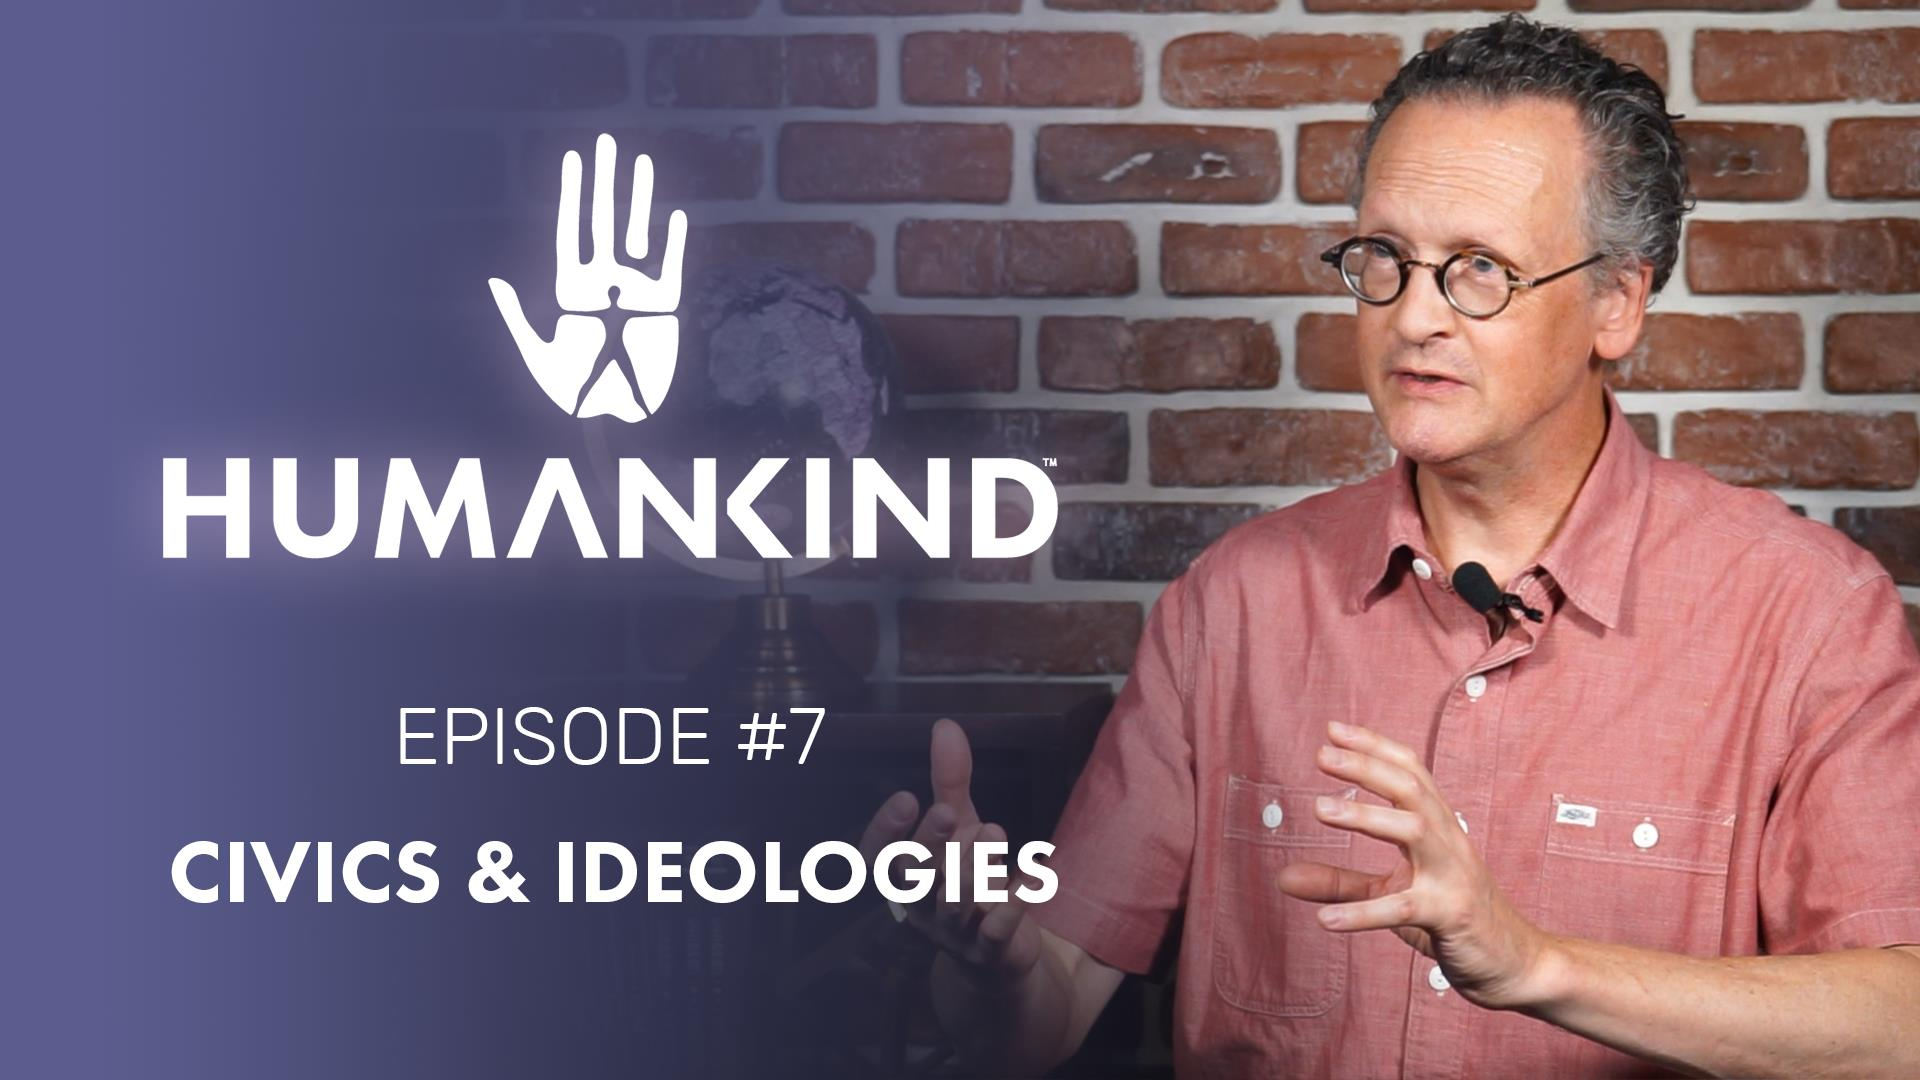 HUMANKIND™
EPISODE #7
CIVICS & IDEOLOGIES